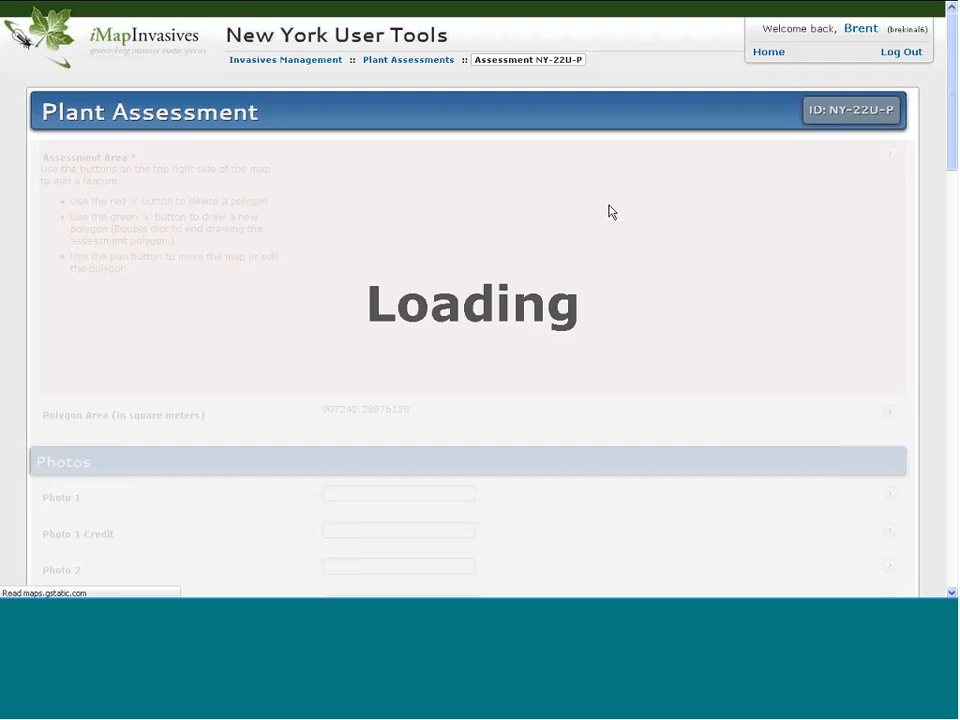 iMapInvasives
geotracking invasive exotic species
New York User Tools
Welcome back, Brent (brekinal6)
Home Log Out
Invasives Management :: Plant Assessments :: Assessment NY-22U-P
Plant Assessment
ID: NY-22U-P
Assessment Area *
Use the buttons on the top right side of the map
to add a feature.
• Use the red 'x' button to delete a polygon
• Use the green '+' button to draw a new
polygon (Double click to end drawing the
assessment polygon.)
• Use the pan button to move the map or edit
the polygon.
?
Loading
Polygon Area (in square meters) 907242.28876128 ?
Photos
Photo 1 ?
Photo 1 Credit ?
Photo 2 ?
Read maps.gstatic.com